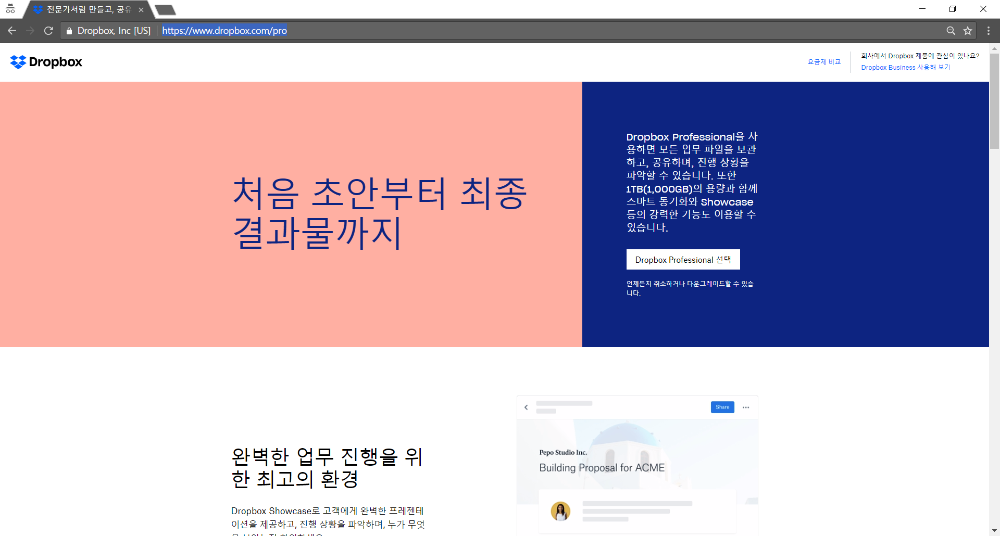 전문가처럼 만들고, 공유
Dropbox, Inc [US]
https://www.dropbox.com/pro
Dropbox
요금제 비교
회사에서 Dropbox 제품에 관심이 있나요?
Dropbox Business 사용해 보기
처음 초안부터 최종
결과물까지
Dropbox Professional을 사
용하면 모든 업무 파일을 보관
하고, 공유하며, 진행 상황을
파악할 수 있습니다. 또한
1TB(1,000GB)의 용량과 함께
스마트 동기화와 Showcase
등의 강력한 기능도 이용할 수
있습니다.
Dropbox Professional 선택
언제든지 취소하거나 다운그레이드할 수 있습
니다.
완벽한 업무 진행을 위
한 최고의 환경
Dropbox Showcase로 고객에게 완벽한 프레젠테
이션을 제공하고, 진행 상황을 파악하며, 누가 무엇
Share
Pepo Studio Inc.
Building Proposal for ACME